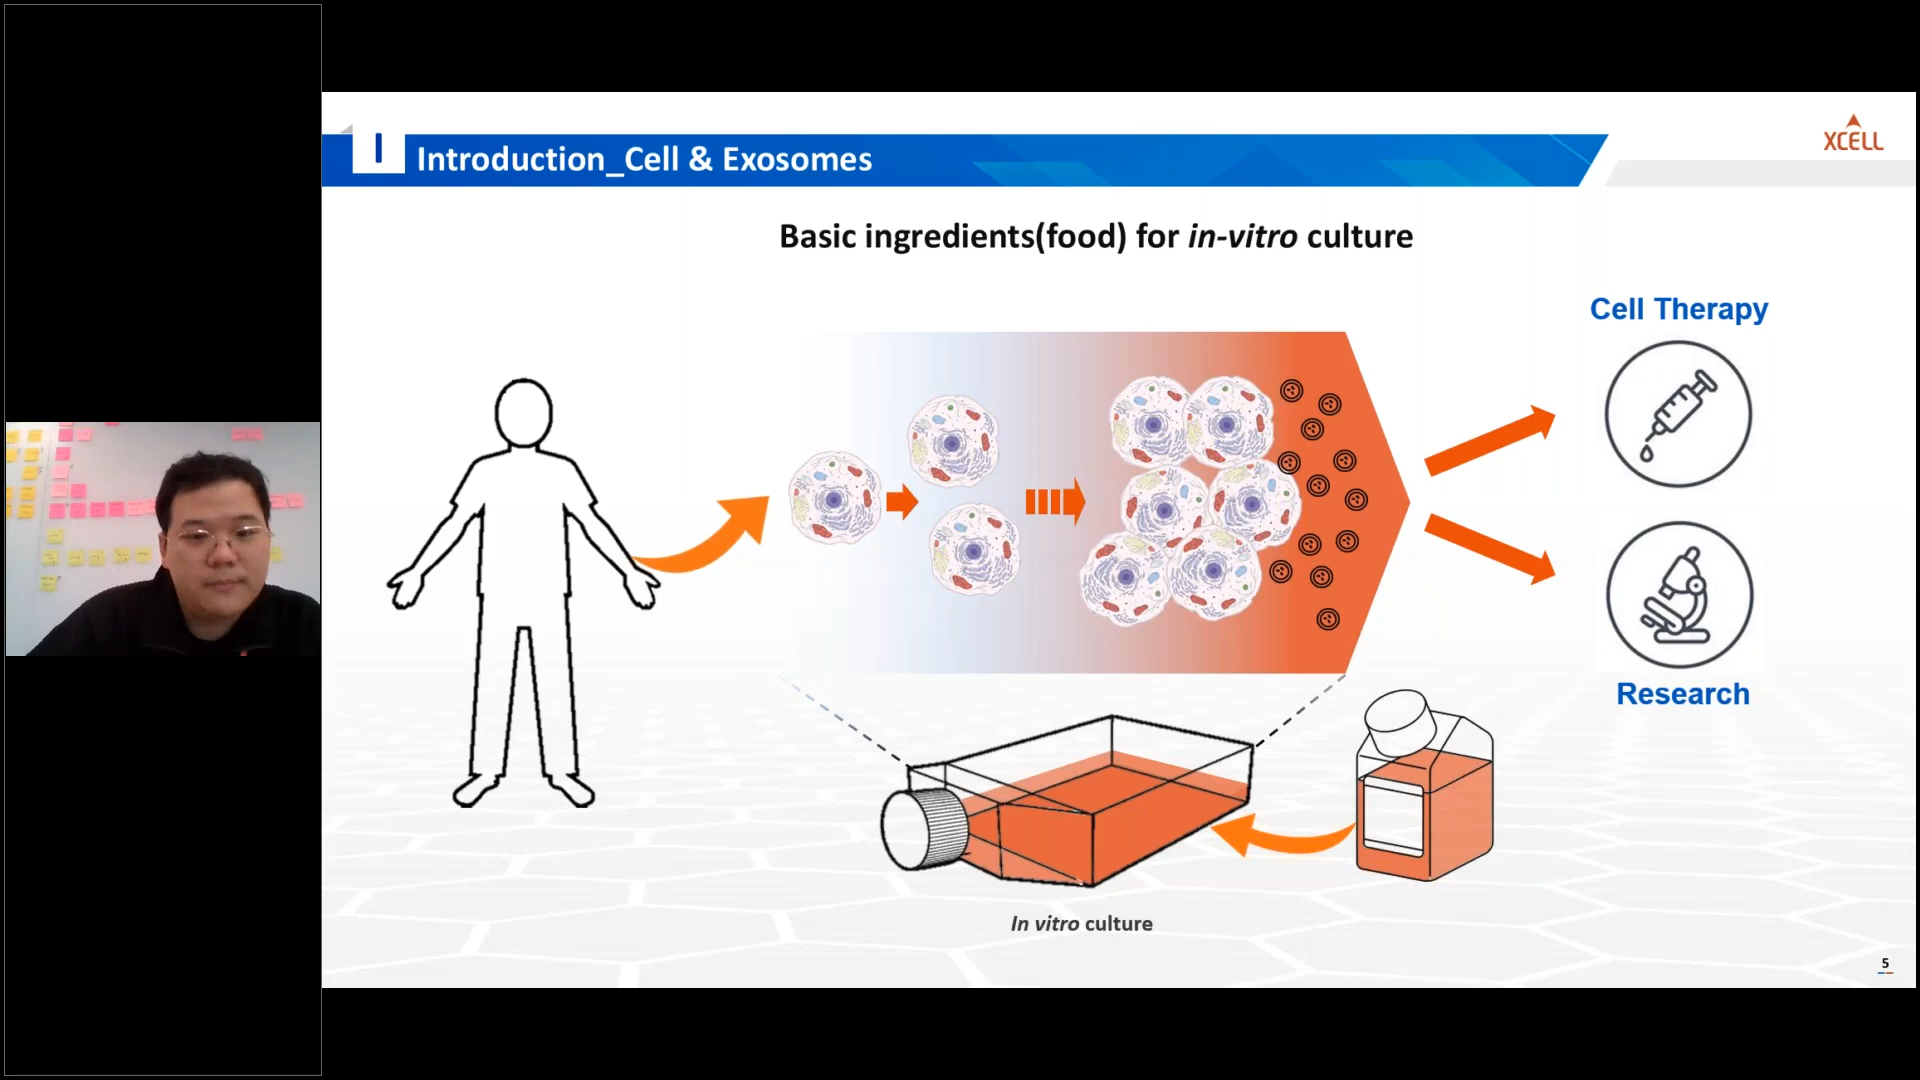 I
Introduction_Cell & Exosomes
XCELL
Basic ingredients(food) for in-vitro culture
Cell Therapy
Research
In vitro culture
5